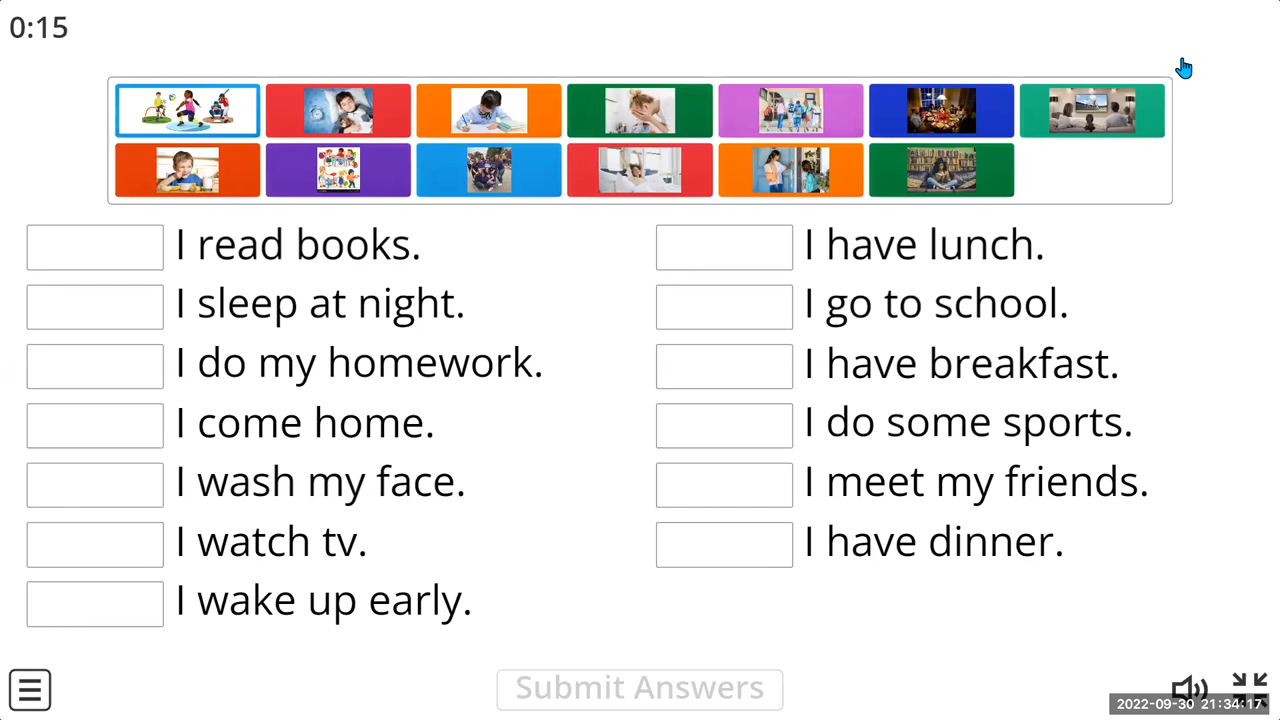 0:15
I read books.
I sleep at night.
I do my homework.
I come home.
I wash my face.
I watch tv.
I wake up early.
I have lunch.
I go to school.
I have breakfast.
I do some sports.
I meet my friends.
I have dinner.
Submit Answers
2022-09-30 21:34:17